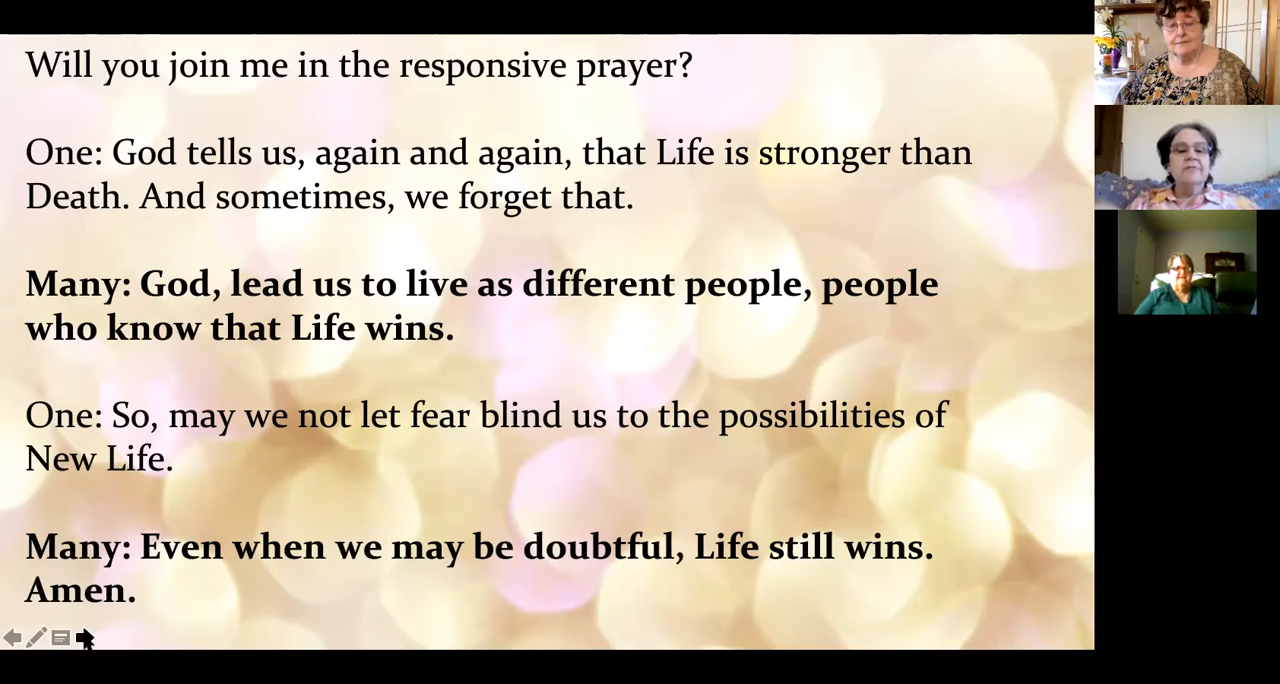 Will you join me in the responsive prayer?
One: God tells us, again and again, that Life is stronger than
Death. And sometimes, we forget that.
Many: God, lead us to live as different people, people
who know that Life wins.
One: So, may we not let fear blind us to the possibilities of
New Life.
Many: Even when we may be doubtful, Life still wins.
Amen.